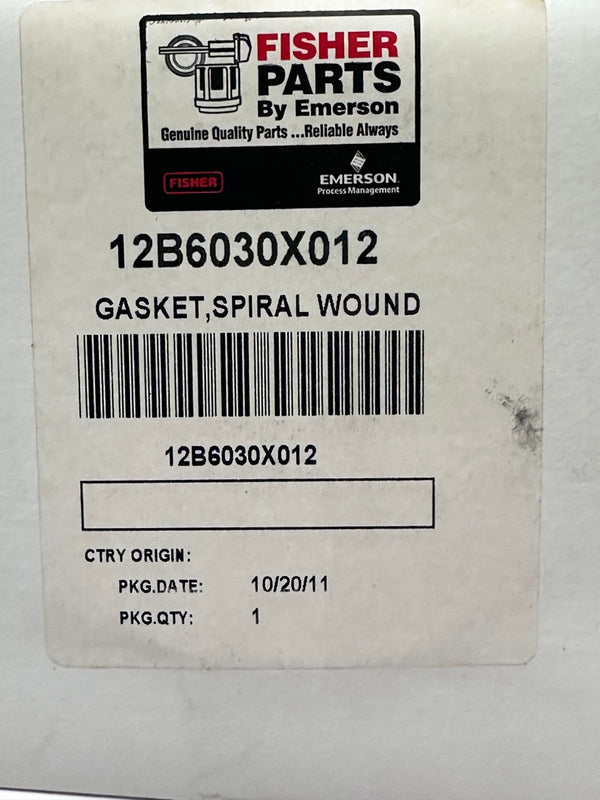 FISHER
PARTS
By Emerson
Genuine Quality Parts ...Reliable Always
FISHER
EMERSON
Process Management
12B6030X012
GASKET,SPIRAL WOUND
12B6030X012
CTRY ORIGIN:
PKG.DATE: 10/20/11
PKG.QTY: 1